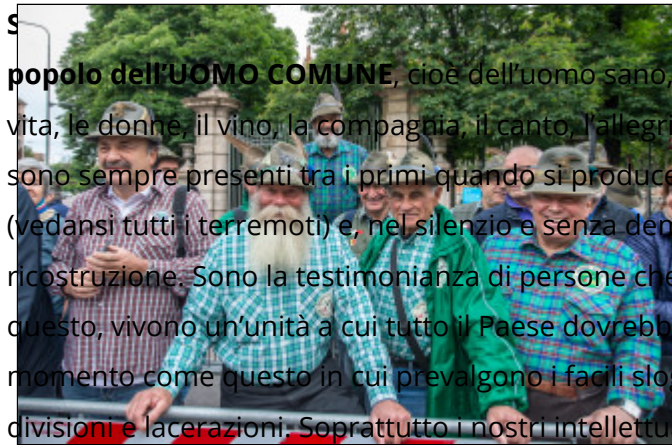 S
popolo dell'UOMO COMUNE, cioè dell'uomo sano,
vita, le donne, il vino, la compagnia, il canto, l'allegri
sono sempre presenti tra i primi quando si produce
(vedansi tutti i terremoti) e, nel silenzio e senza dem
ricostruzione. Sono la testimonianza di persone che
questo, vivono un'unità a cui tutto il Paese dovrebb
momento come questo in cui prevalgono i facili slog
divisioni e lacerazioni. Soprattutto i nostri intellettu